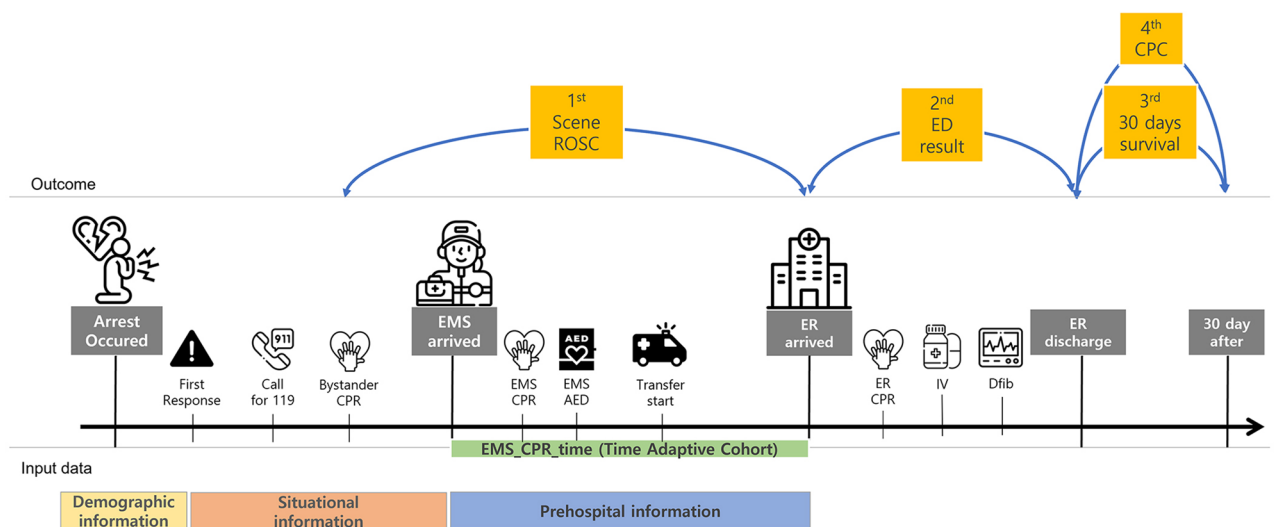 4th
CPC
1st
Scene
ROSC
2nd
ED
result
3rd
30 days
survival
Outcome
Arrest
Occured
First
Response
911
Call
for 119
Bystander
CPR
EMS
arrived
EMS
CPR
AED
EMS
AED
Transfer
start
ER
arrived
ER
CPR
IV
Dfib
ER
discharge
30 day
after
EMS_CPR_time (Time Adaptive Cohort)
Input data
Demographic
information
Situational
information
Prehospital information